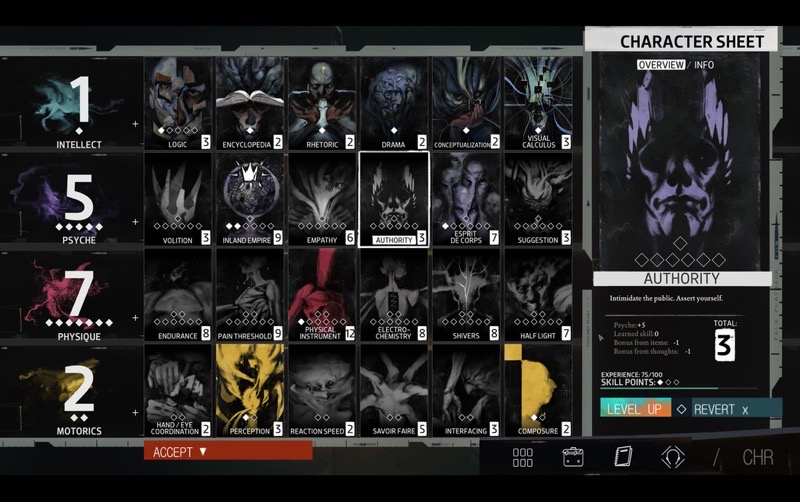 CHARACTER SHEET
OVERVIEW / INFO
1
INTELLECT
+
LOGIC 3
ENCYCLOPEDIA 2
RHETORIC 2
DRAMA 2
CONCEPTUALIZATION 2
VISUAL
CALCULUS 3
5
PSYCHE
+
VOLITION 3
INLAND EMPIRE 9
EMPATHY 6
AUTHORITY 3
ESPRIT
DE CORPS 7
SUGGESTION 3
7
PHYSIQUE
ENDURANCE 8
PAIN THRESHOLD 9
PHYSICAL
INSTRUMENT 12
ELECTRO-
CHEMISTRY 8
SHIVERS 8
HALF LIGHT 7
2
MOTORICS
+
HAND / EYE
COORDINATION 2
PERCEPTION 3
REACTION SPEED 2
SAVOIR FAIRE 5
INTERFACING 3
COMPOSURE 2
AUTHORITY
Intimidate the public. Assert yourself.
Psyche: +5
Learned skill: 0
Bonus from items: -1
Bonus from thoughts: -1
TOTAL:
3
EXPERIENCE: 75/100
SKILL POINTS:
LEVEL UP
REVERT X
ACCEPT
/ CHR